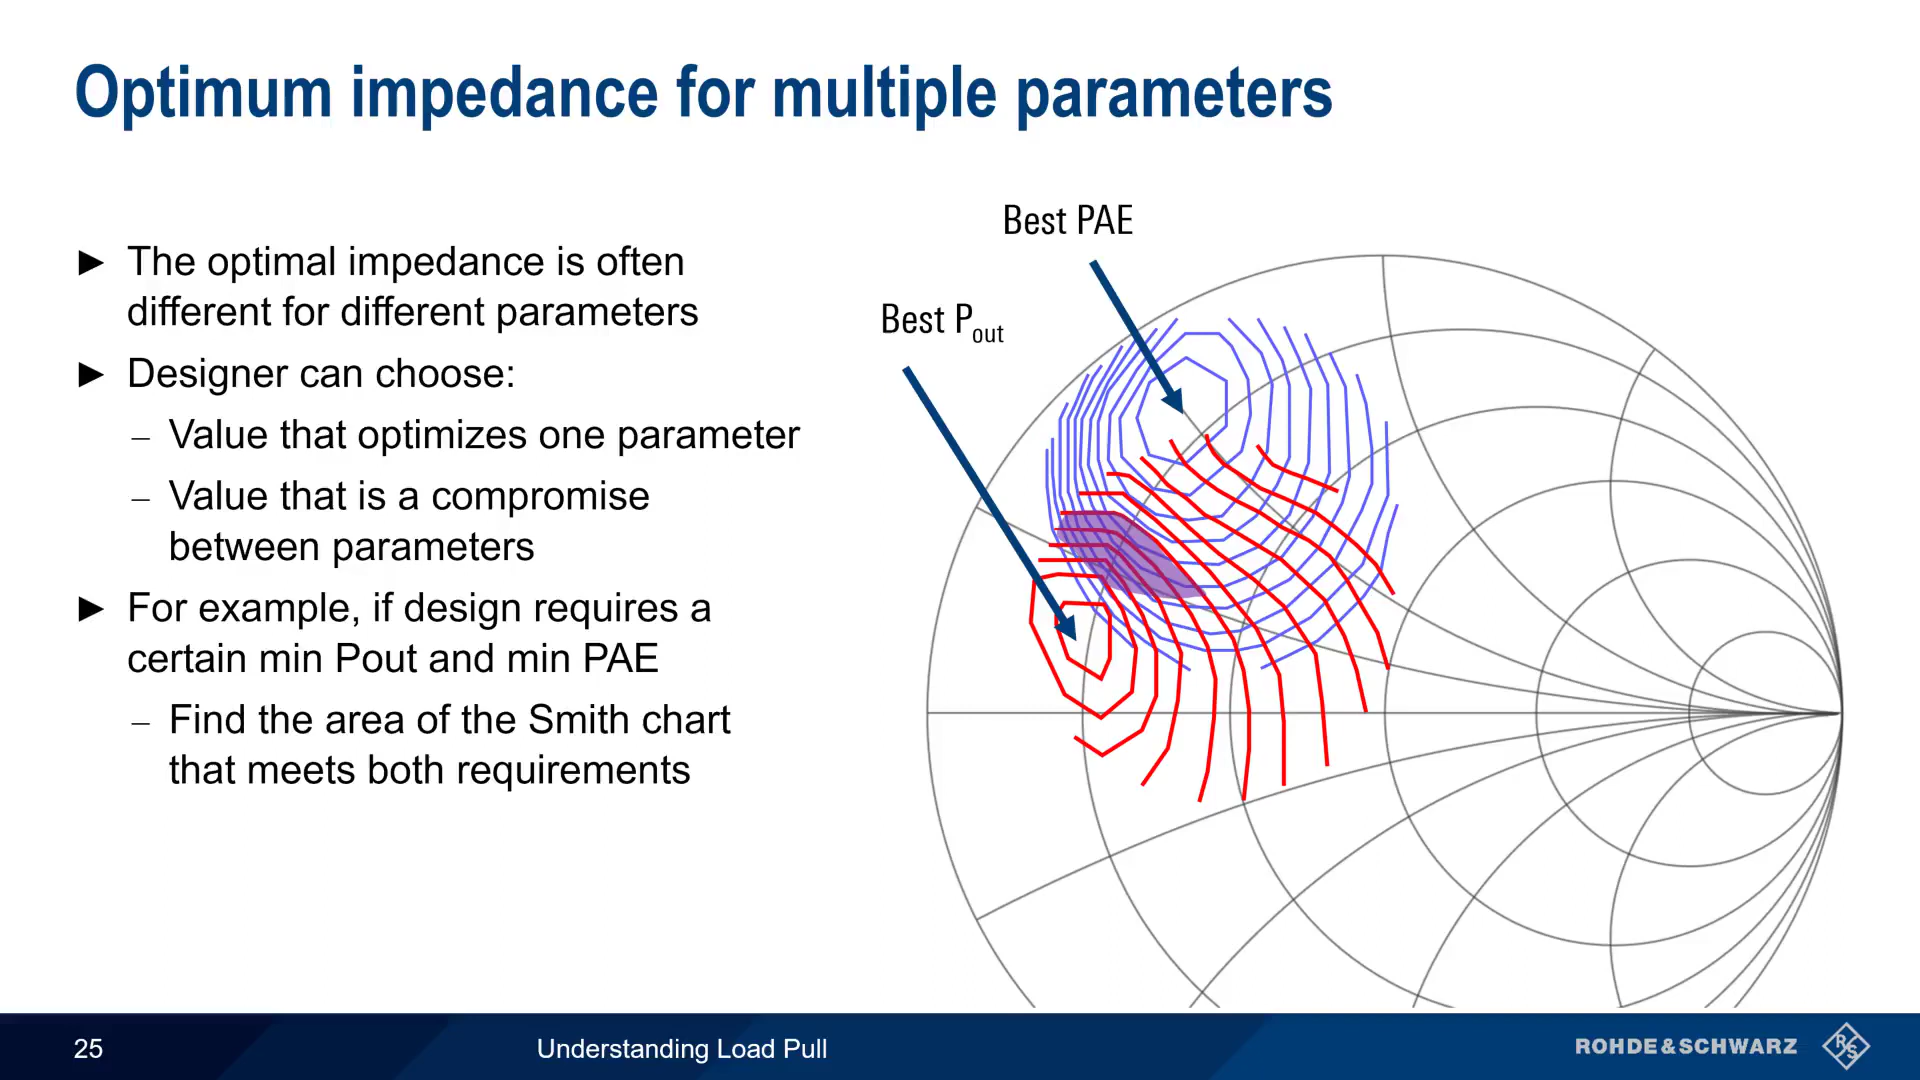 Optimum impedance for multiple parameters
► The optimal impedance is often
different for different parameters
► Designer can choose:
– Value that optimizes one parameter
– Value that is a compromise
between parameters
► For example, if design requires a
certain min Pout and min PAE
– Find the area of the Smith chart
that meets both requirements
Best PAE
Best Pout
25
Understanding Load Pull
ROHDE&SCHWARZ
R&S